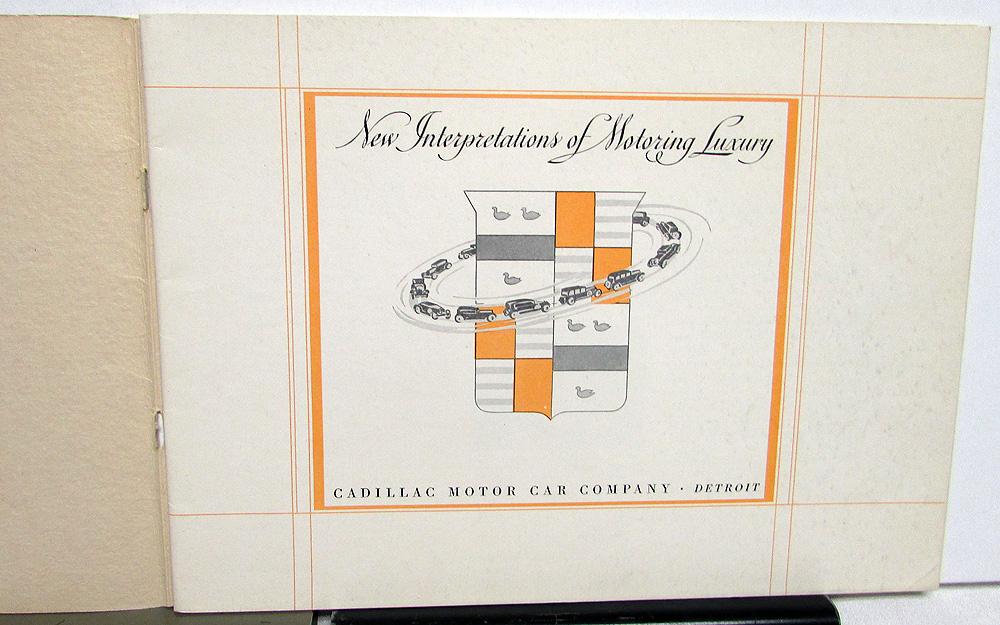 New Interpretations of Motoring Luxury
CADILLAC MOTOR CAR COMPANY · DETROIT